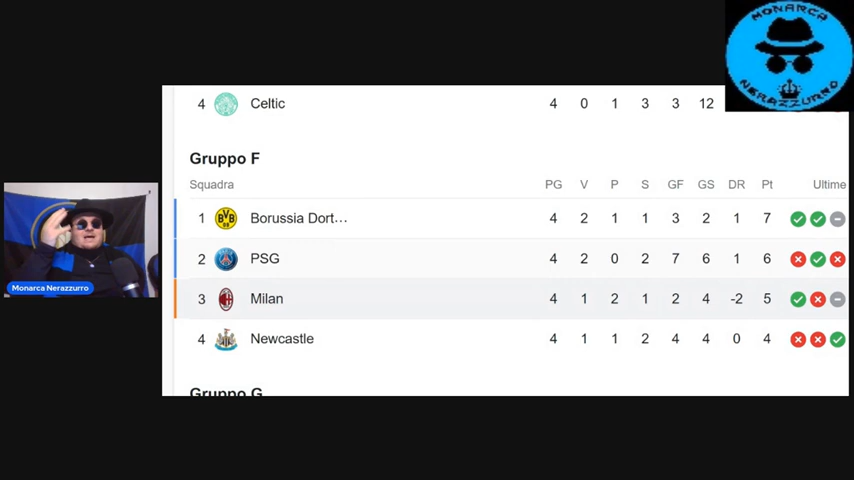 MONARCA
NERAZZURRO
4 Celtic 4 0 1 3 3 12
Gruppo F
Squadra PG V P S GF GS DR Pt Ultime
1 Borussia Dort... 4 2 1 1 3 2 1 7
2 PSG 4 2 0 2 7 6 1 6
3 Milan 4 1 2 1 2 4 -2 5
4 Newcastle 4 1 1 2 4 4 0 4
Gruppo G
Monarca Nerazzurro
BVB
09